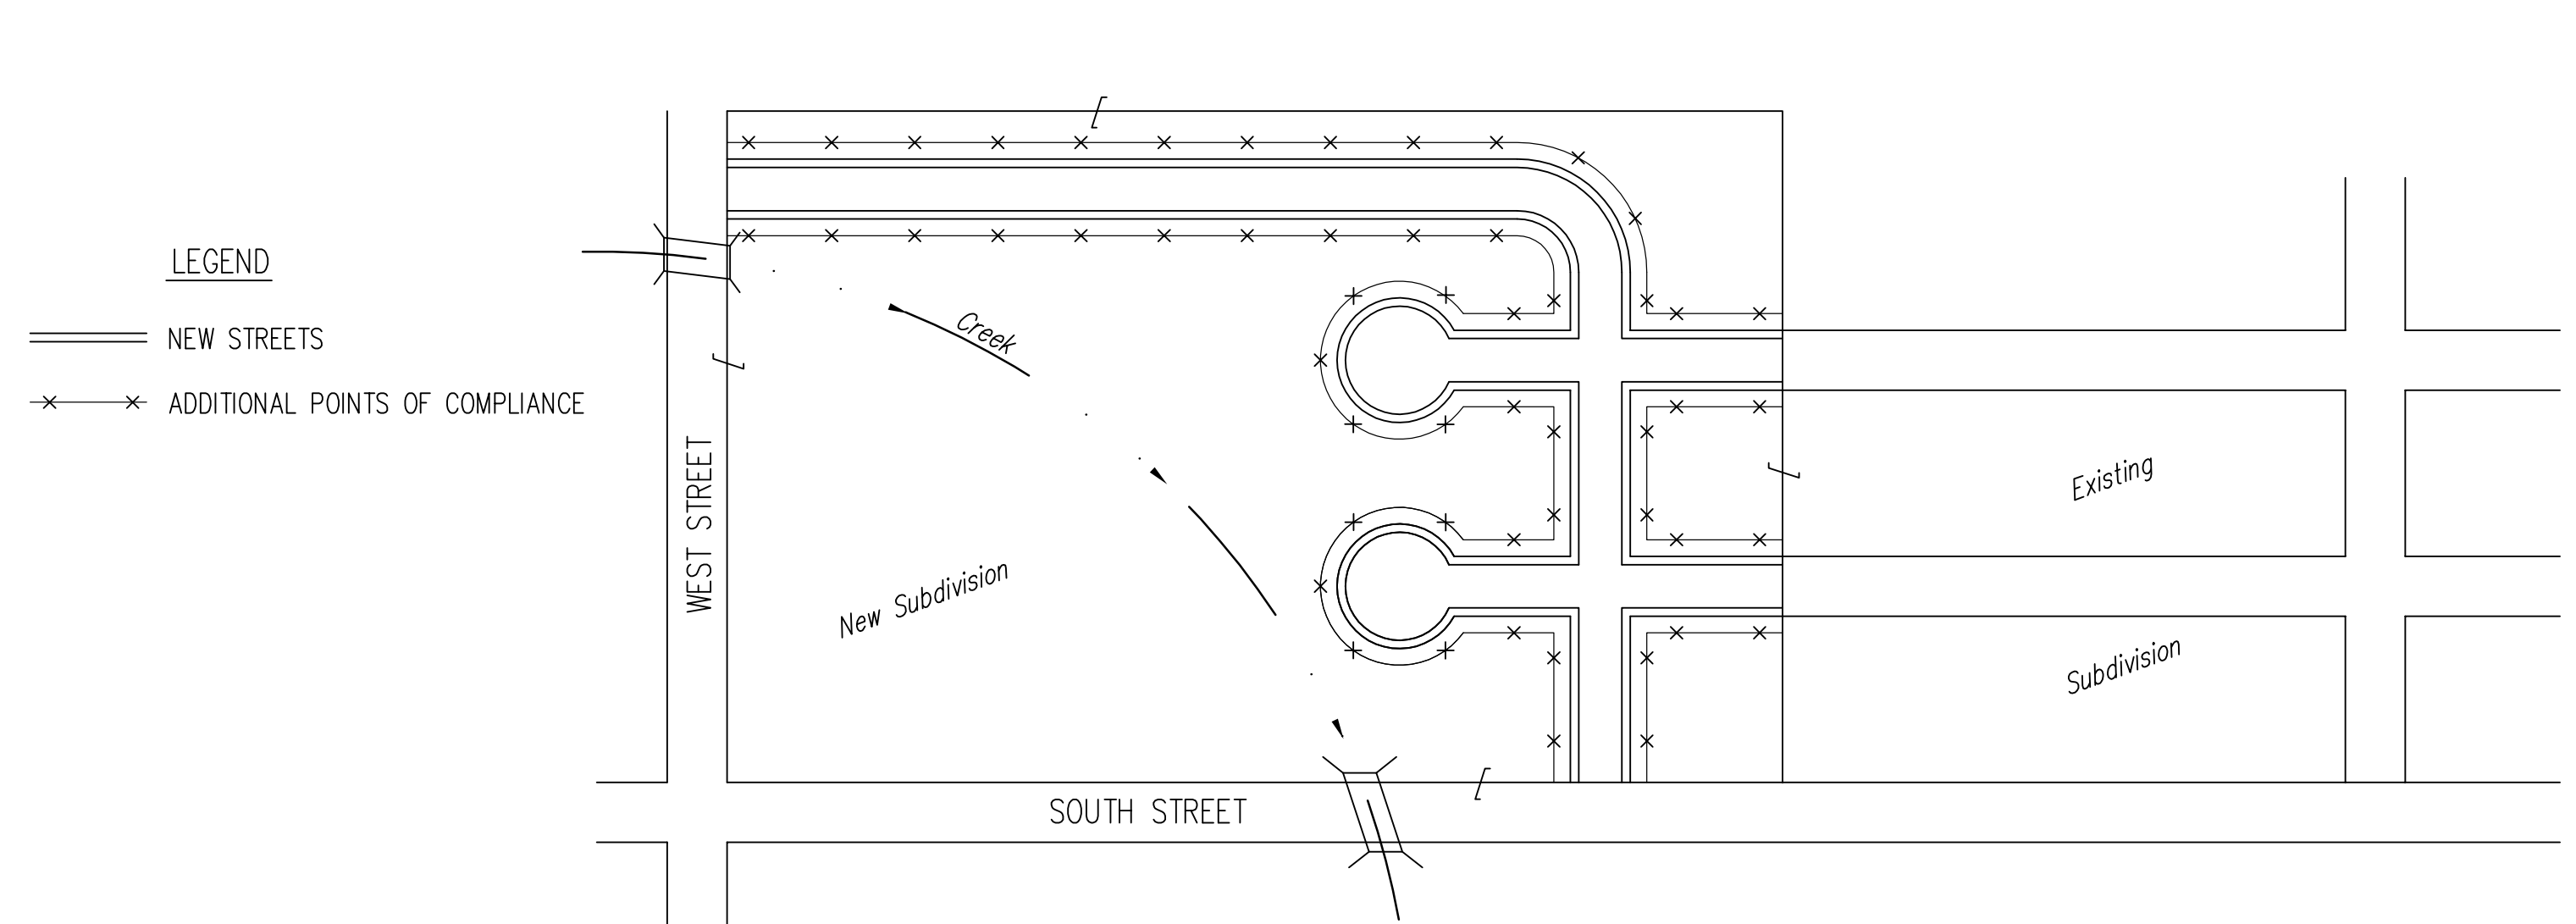 LEGEND
NEW STREETS
ADDITIONAL POINTS OF COMPLIANCE
WEST STREET
Creek
New Subdivision
SOUTH STREET
Existing
Subdivision